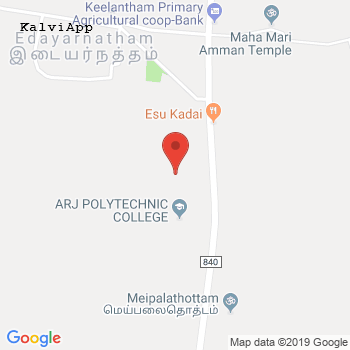 Keelantham Primary
Agricultural coop-Bank
KalviApp
Edayarnatham
இடையர்நத்தம்
Maha Mari
Amman Temple
Esu Kadai
ARJ POLYTECHNIC
COLLEGE
840
Meipalathottam
மெய்பலைதொட்டம்
Google
Map data ©2019 Google